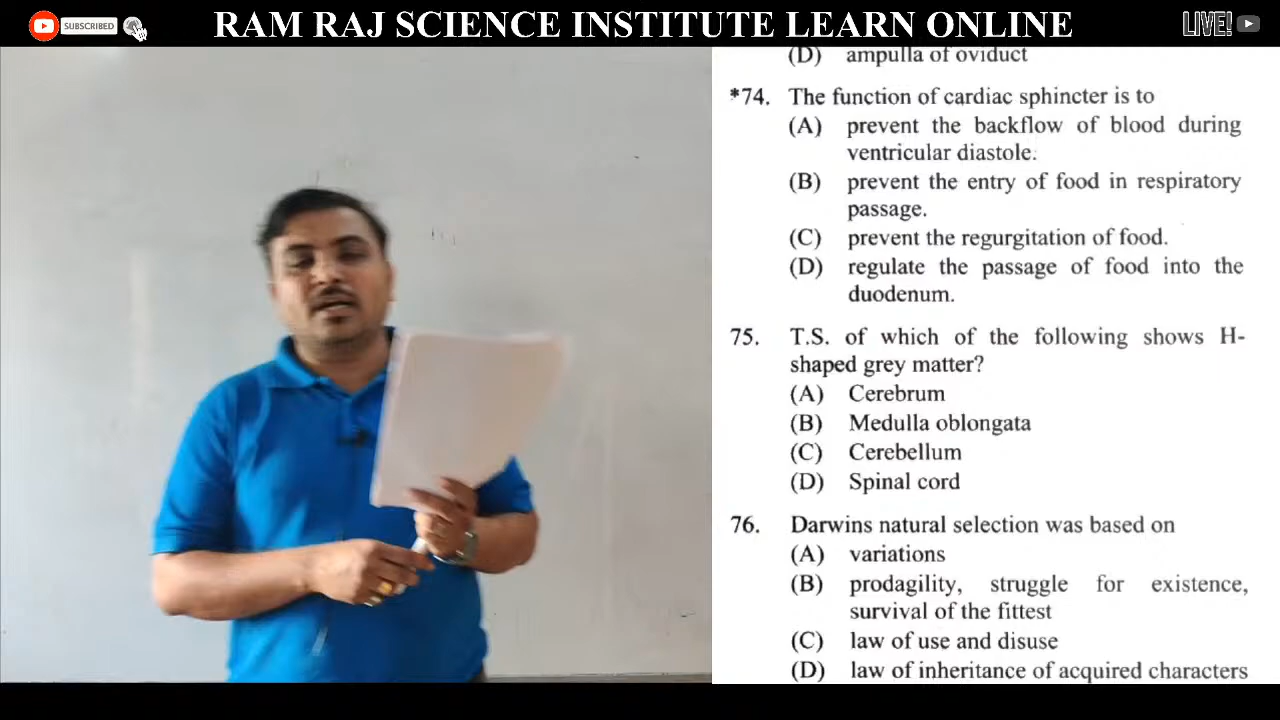 SUBSCRIBED
RAM RAJ SCIENCE INSTITUTE LEARN ONLINE
LIVE!
(D) ampulla of oviduct
*74. The function of cardiac sphincter is to
(A) prevent the backflow of blood during
ventricular diastole.
(B) prevent the entry of food in respiratory
passage.
(C) prevent the regurgitation of food.
(D) regulate the passage of food into the
duodenum.
75. T.S. of which of the following shows H-
shaped grey matter?
(A) Cerebrum
(B) Medulla oblongata
(C) Cerebellum
(D) Spinal cord
76. Darwins natural selection was based on
(A) variations
(B) prodagility, struggle for existence,
survival of the fittest
(C) law of use and disuse
(D) law of inheritance of acquired characters